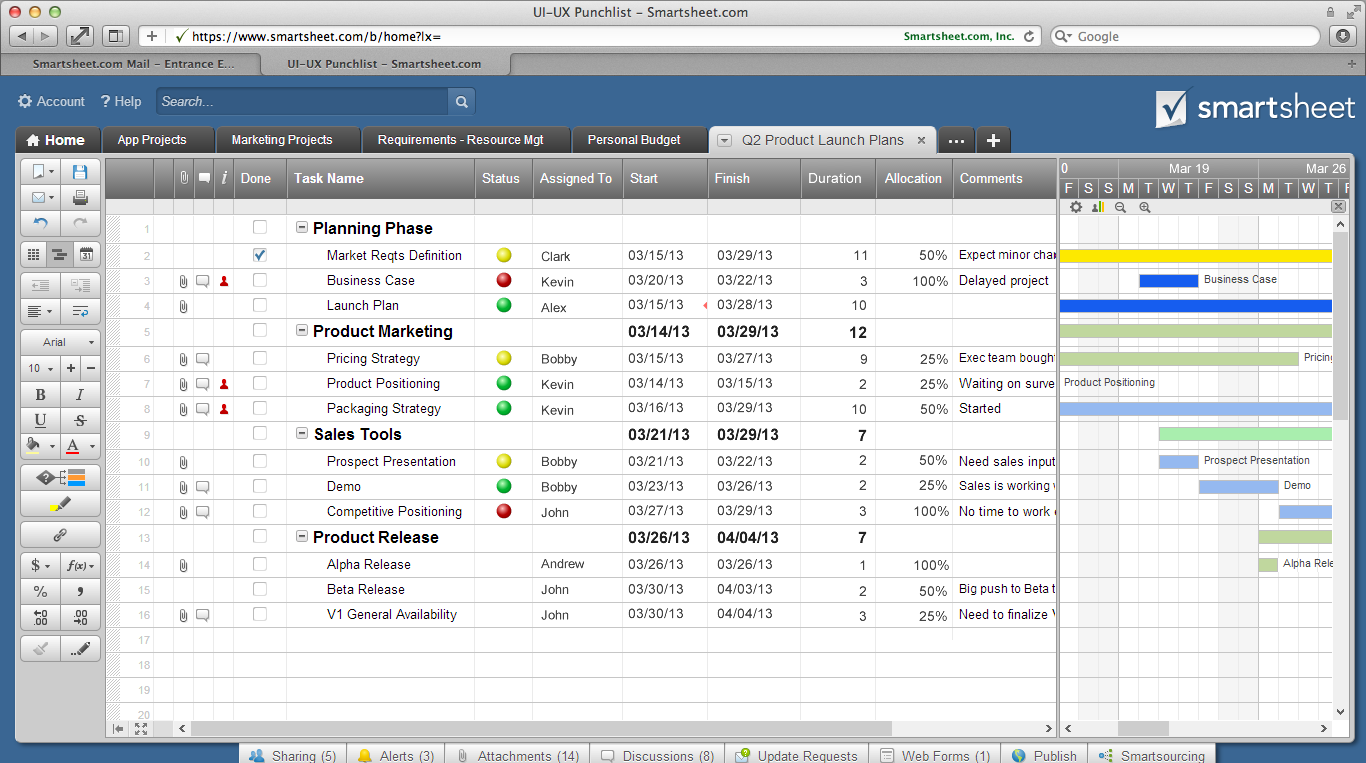 UI-UX Punchlist – Smartsheet.com
https://www.smartsheet.com/b/home?lx= Smartsheet.com, Inc. Google
Smartsheet.com Mail – Entrance E... UI-UX Punchlist – Smartsheet.com
Account ? Help Search... smartsheet
Home App Projects Marketing Projects Requirements - Resource Mgt Personal Budget Q2 Product Launch Plans × ... +
i Done Task Name Status Assigned To Start Finish Duration Allocation Comments 0 Mar 19 Mar 26
F S S M T W T F S S M T W T F
1 Planning Phase
2 Market Reqts Definition Clark 03/15/13 03/29/13 11 50% Expect minor
3 Business Case Kevin 03/20/13 03/22/13 3 100% Delayed project Business Case
4 Launch Plan Alex 03/15/13 03/28/13 10
5 Product Marketing 03/14/13 03/29/13 12
6 Pricing Strategy Bobby 03/15/13 03/27/13 9 25% Exec team bought Pricing
7 Product Positioning Kevin 03/14/13 03/15/13 2 25% Waiting on Product Positioning
8 Packaging Strategy Kevin 03/16/13 03/29/13 10 50% Started
9 Sales Tools 03/21/13 03/29/13 7
10 Prospect Presentation Bobby 03/21/13 03/22/13 2 50% Need sales input Prospect Presentation
11 Demo Bobby 03/23/13 03/26/13 2 25% Sales is working Demo
12 Competitive Positioning John 03/27/13 03/29/13 3 100% No time to work
13 Product Release 03/26/13 04/04/13 7
14 Alpha Release Andrew 03/26/13 03/26/13 1 100% Alpha
15 Beta Release John 03/30/13 04/03/13 2 50% Big push to Beta
16 V1 General Availability John 03/30/13 04/04/13 3 25% Need to finalize
17
18
19
20
31
Arial
10 + −
B I
U S
A
$ f(x)
% ,
.0 .00
.00 .0
Sharing (5) Alerts (3) Attachments (14) Discussions (8) Update Requests Web Forms (1) Publish Smartsourcing